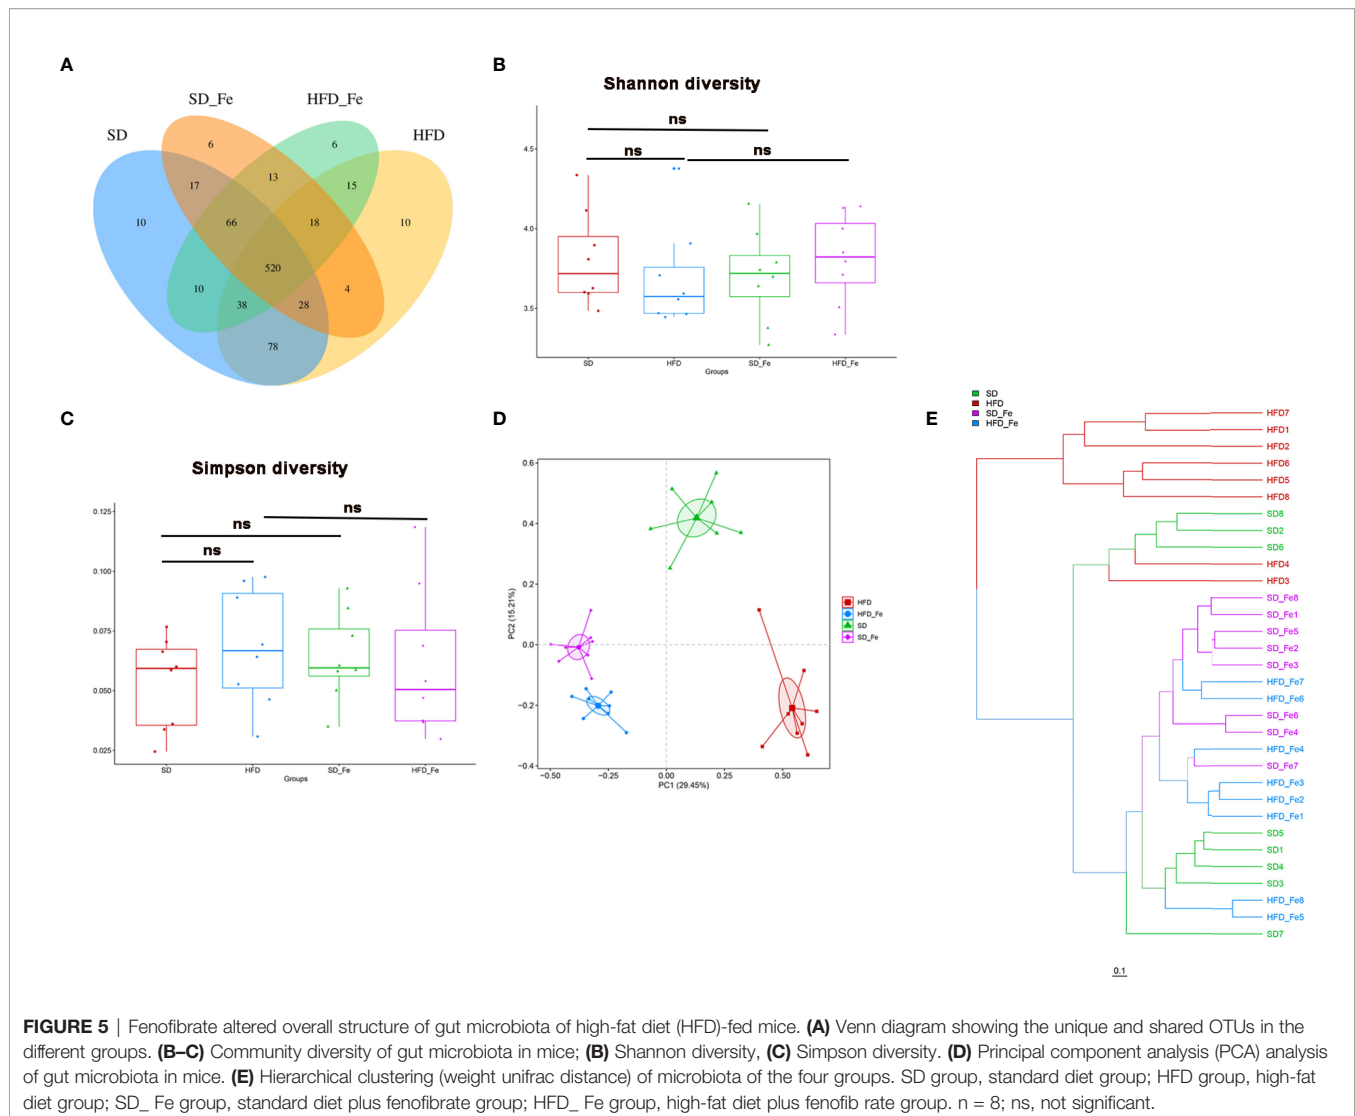 A
SD_Fe
HFD_Fe
SD
HFD
6
6
17
13
15
10
66
18
10
520
10
38
28
4
78
B
Shannon diversity
ns
ns
ns
4.5
4.0
3.5
SD
HFD
SD_Fe
HFD_Fe
Groups
C
Simpson diversity
ns
ns
ns
0.125
0.100
0.075
0.050
0.025
SD
HFD
SD_Fe
HFD_Fe
Groups
D
0.6
0.4
0.2
0.0
−0.2
−0.4
PC2 (15.21%)
−0.50
−0.25
0.00
0.25
0.50
PC1 (29.45%)
HFD
HFD_Fe
SD
SD_Fe
E
SD
HFD
SD_Fe
HFD_Fe
HFD7
HFD1
HFD2
HFD6
HFD5
HFD8
SD8
SD2
SD6
HFD4
HFD3
SD_Fe8
SD_Fe1
SD_Fe5
SD_Fe2
SD_Fe3
HFD_Fe7
HFD_Fe6
SD_Fe6
SD_Fe4
HFD_Fe4
SD_Fe7
HFD_Fe3
HFD_Fe2
HFD_Fe1
SD5
SD1
SD4
SD3
HFD_Fe8
HFD_Fe5
SD7
0.1
FIGURE 5 | Fenofibrate altered overall structure of gut microbiota of high-fat diet (HFD)-fed mice. (A) Venn diagram showing the unique and shared OTUs in the
different groups. (B–C) Community diversity of gut microbiota in mice; (B) Shannon diversity, (C) Simpson diversity. (D) Principal component analysis (PCA) analysis
of gut microbiota in mice. (E) Hierarchical clustering (weight unifrac distance) of microbiota of the four groups. SD group, standard diet group; HFD group, high-fat
diet group; SD_ Fe group, standard diet plus fenofibrate group; HFD_ Fe group, high-fat diet plus fenofib rate group. n = 8; ns, not significant.